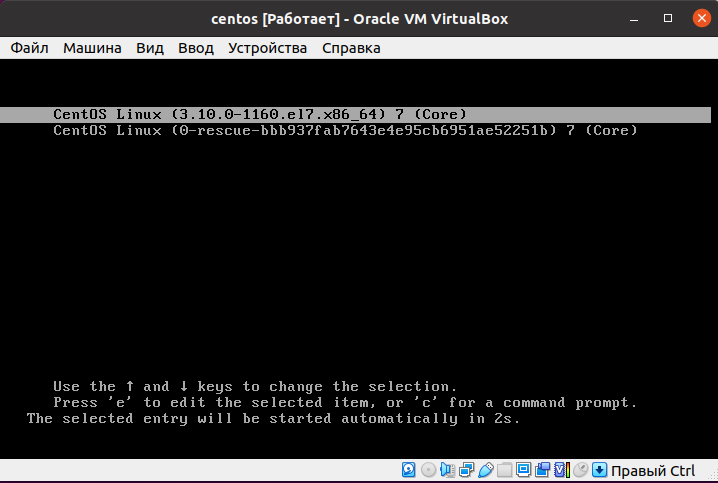 centos [Работает] - Oracle VM VirtualBox
Файл Машина Вид Ввод Устройства Справка
CentOS Linux (3.10.0-1160.el7.x86_64) 7 (Core)
CentOS Linux (0-rescue-bbb937fab7643e4e95cb6951ae52251b) 7 (Core)
Use the ↑ and ↓ keys to change the selection.
Press 'e' to edit the selected item, or 'c' for a command prompt.
The selected entry will be started automatically in 2s.
Правый Ctrl